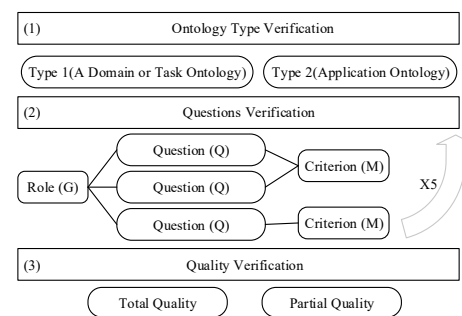 (1) Ontology Type Verification
Type 1(A Domain or Task Ontology) Type 2(Application Ontology)
(2) Questions Verification
Question (Q)
Criterion (M)
Role (G) Question (Q) X5
Question (Q) Criterion (M)
(3) Quality Verification
Total Quality Partial Quality